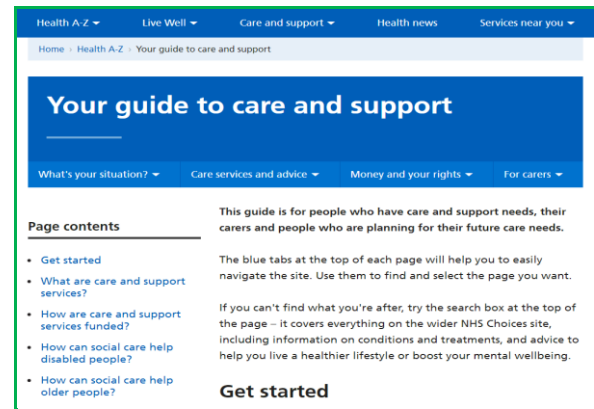 Health A-Z Live Well Care and support Health news Services near you
Home › Health A-Z › Your guide to care and support
Your guide to care and support
What's your situation? Care services and advice Money and your rights For carers
Page contents
• Get started
• What are care and support
services?
• How are care and support
services funded?
• How can social care help
disabled people?
• How can social care help
older people?
This guide is for people who have care and support needs, their
carers and people who are planning for their future care needs.
The blue tabs at the top of each page will help you to easily
navigate the site. Use them to find and select the page you want.
If you can't find what you're after, try the search box at the top of
the page – it covers everything on the wider NHS Choices site,
including information on conditions and treatments, and advice to
help you live a healthier lifestyle or boost your mental wellbeing.
Get started